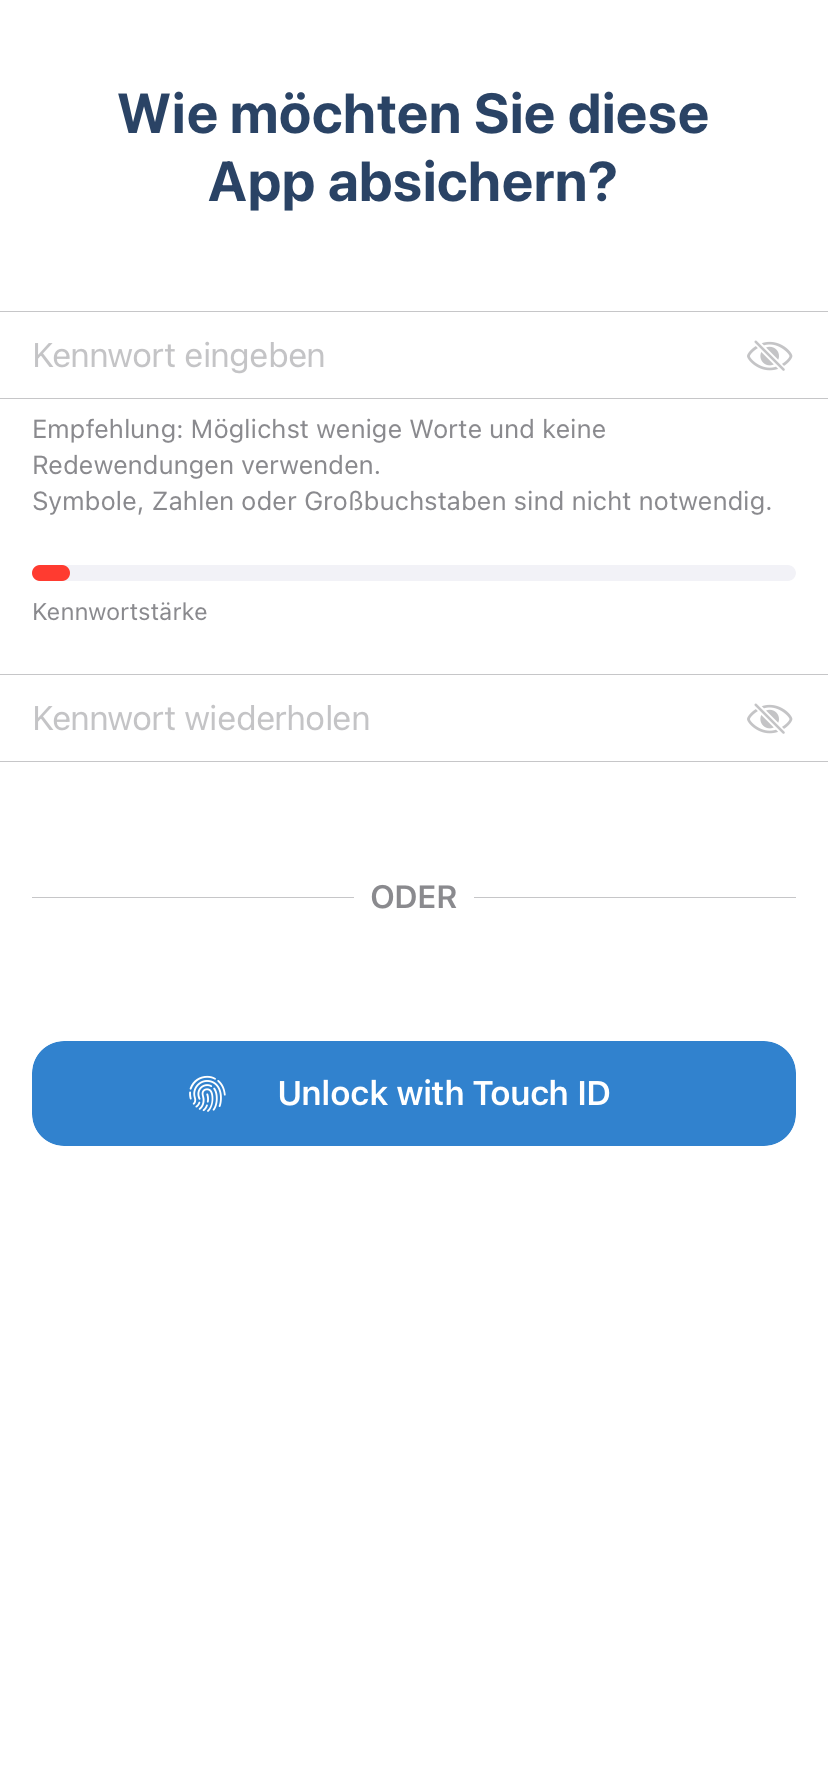 Wie möchten Sie diese
App absichern?
Kennwort eingeben
Empfehlung: Möglichst wenige Worte und keine
Redewendungen verwenden.
Symbole, Zahlen oder Großbuchstaben sind nicht notwendig.
Kennwortstärke
Kennwort wiederholen
ODER
Unlock with Touch ID